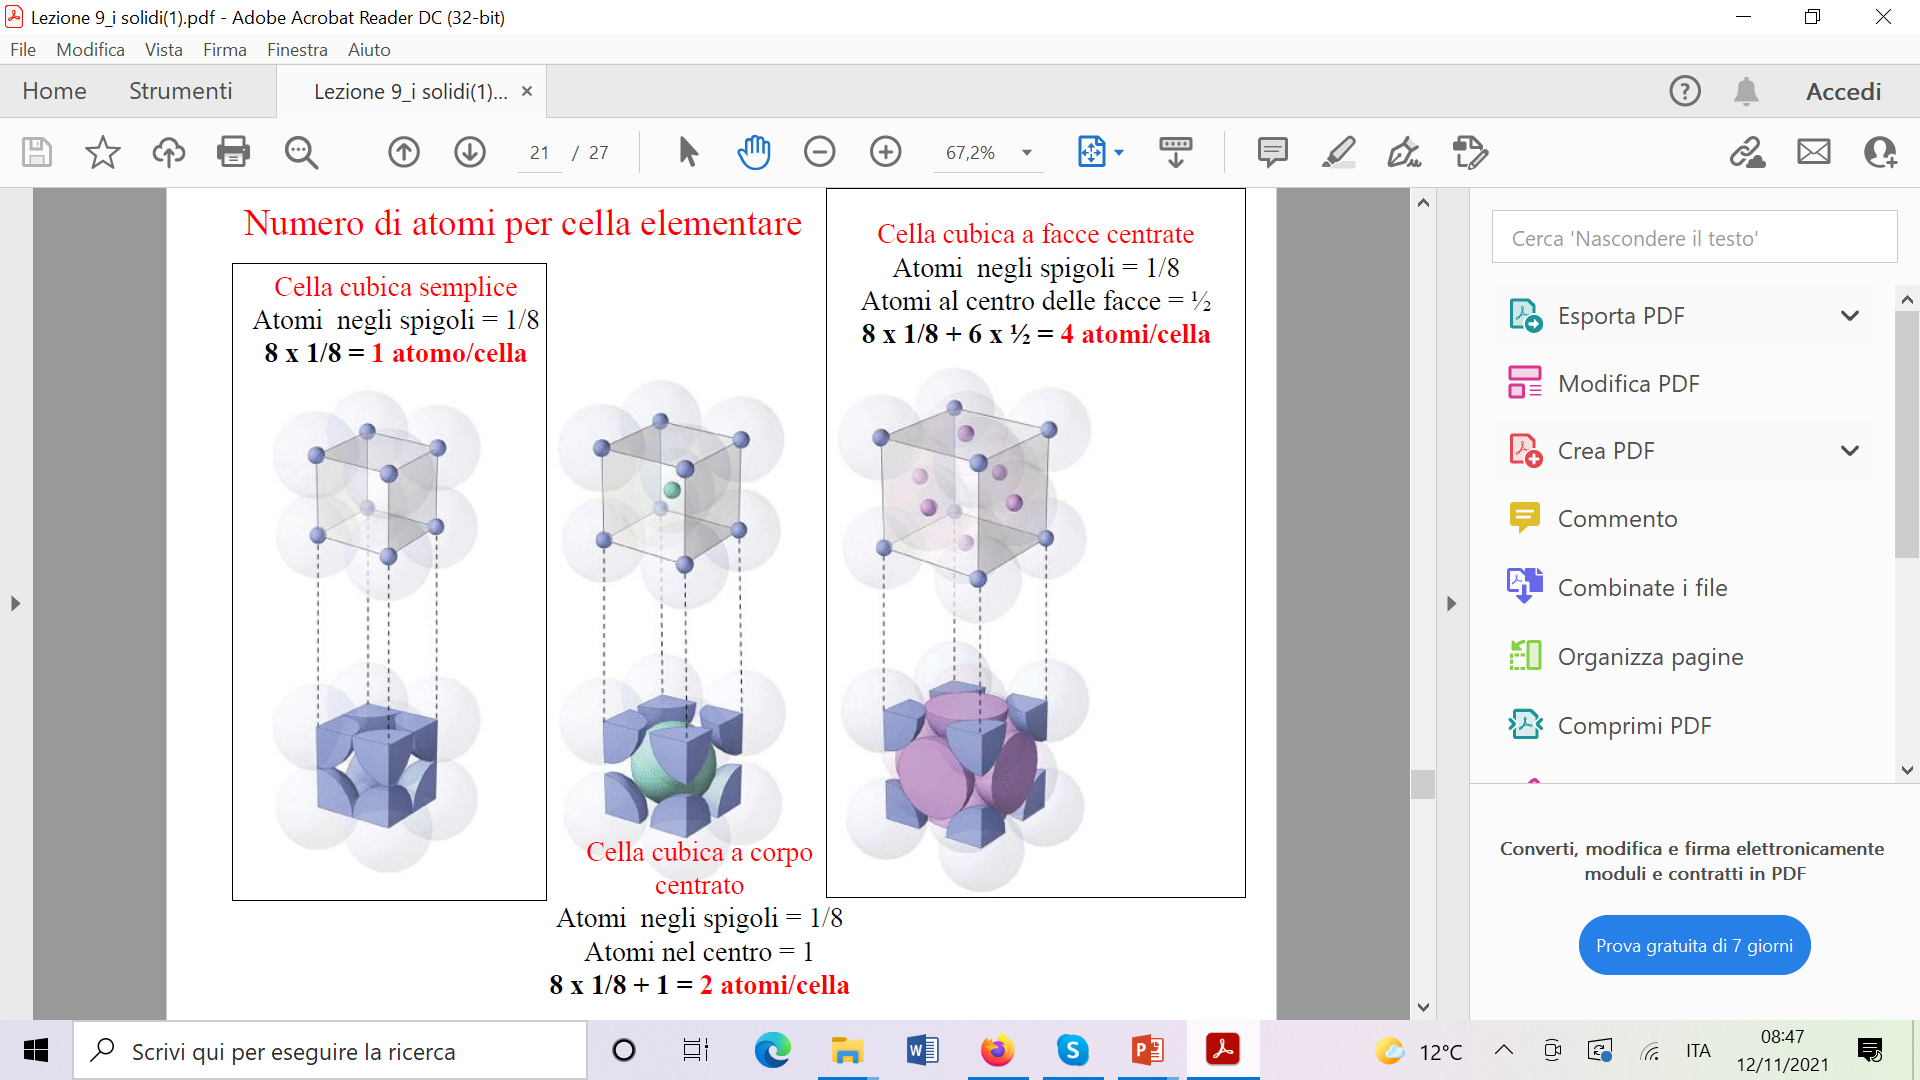 Lezione 9_i solidi(1).pdf - Adobe Acrobat Reader DC (32-bit)
File Modifica Vista Firma Finestra Aiuto
Home Strumenti Lezione 9_i solidi(1)... × Accedi
21 / 27 67,2%
Numero di atomi per cella elementare
Cella cubica semplice
Atomi negli spigoli = 1/8
8 x 1/8 = 1 atomo/cella
Cella cubica a facce centrate
Atomi negli spigoli = 1/8
Atomi al centro delle facce = ½
8 x 1/8 + 6 x ½ = 4 atomi/cella
Cella cubica a corpo
centrato
Atomi negli spigoli = 1/8
Atomi nel centro = 1
8 x 1/8 + 1 = 2 atomi/cella
Cerca 'Nascondere il testo'
Esporta PDF
Modifica PDF
Crea PDF
Commento
Combinate i file
Organizza pagine
Comprimi PDF
Converti, modifica e firma elettronicamente
moduli e contratti in PDF
Prova gratuita di 7 giorni
Scrivi qui per eseguire la ricerca
12°C
ITA
08:47
12/11/2021